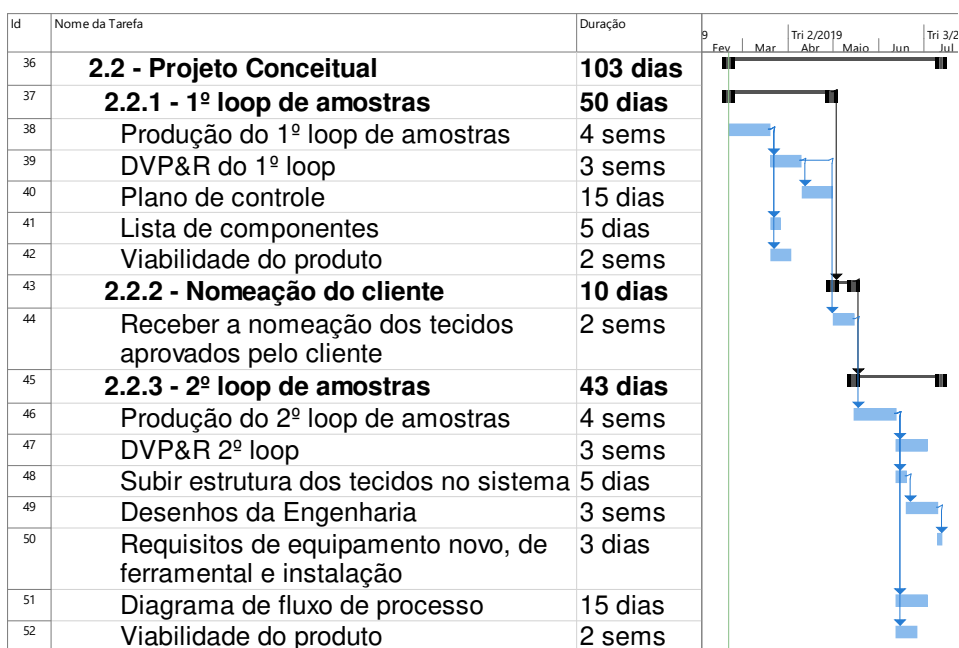 Id Nome da Tarefa Duração
9 Tri 2/2019 Tri 3/2
Fev Mar Abr Maio Jun Jul
36 2.2 - Projeto Conceitual 103 dias
37 2.2.1 - 1º loop de amostras 50 dias
38 Produção do 1º loop de amostras 4 sems
39 DVP&R do 1º loop 3 sems
40 Plano de controle 15 dias
41 Lista de componentes 5 dias
42 Viabilidade do produto 2 sems
43 2.2.2 - Nomeação do cliente 10 dias
44 Receber a nomeação dos tecidos 2 sems
aprovados pelo cliente
45 2.2.3 - 2º loop de amostras 43 dias
46 Produção do 2º loop de amostras 4 sems
47 DVP&R 2º loop 3 sems
48 Subir estrutura dos tecidos no sistema 5 dias
49 Desenhos da Engenharia 3 sems
50 Requisitos de equipamento novo, de 3 dias
ferramental e instalação
51 Diagrama de fluxo de processo 15 dias
52 Viabilidade do produto 2 sems